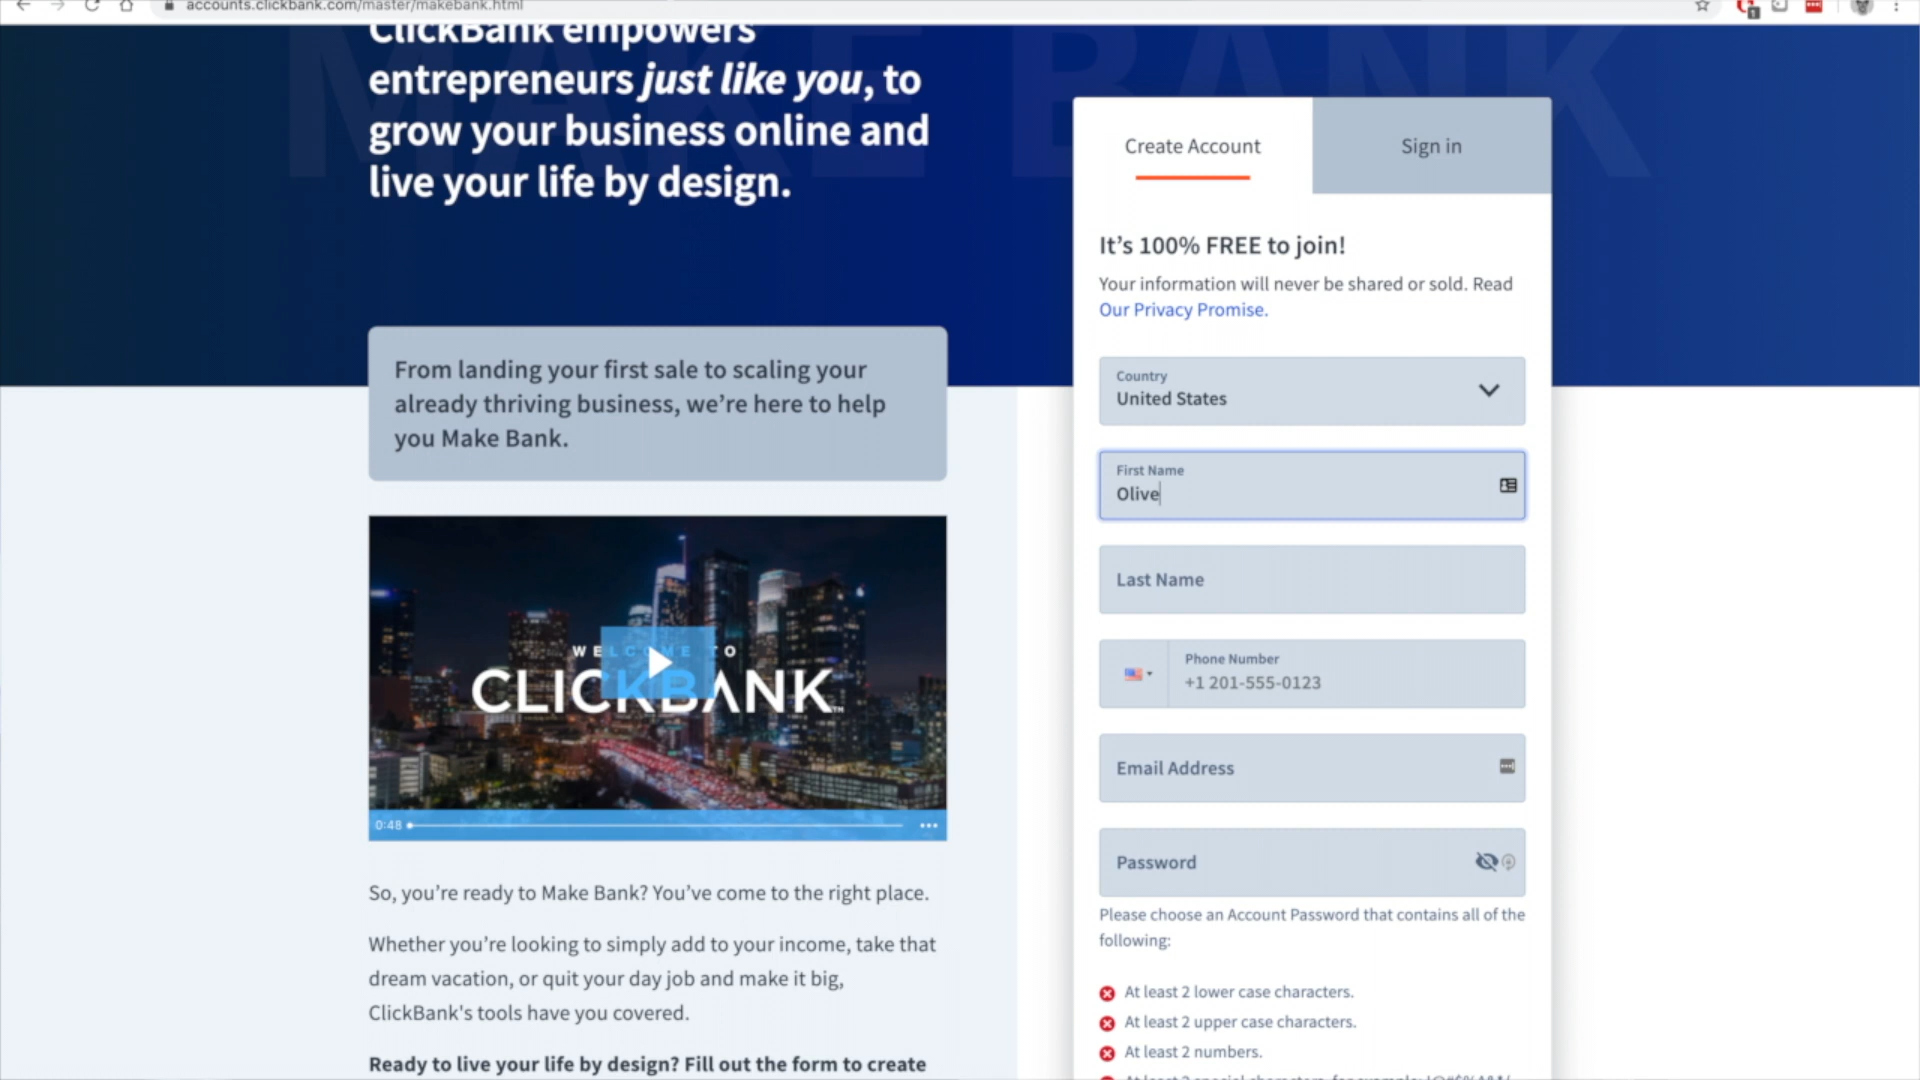 accounts.clickbank.com/master/makebank.html
ClickBank empowers
entrepreneurs just like you, to
grow your business online and
live your life by design.
MAKE BANK
From landing your first sale to scaling your
already thriving business, we’re here to help
you Make Bank.
WELCOME TO
CLICKBANK™
0:48
So, you’re ready to Make Bank? You’ve come to the right place.
Whether you’re looking to simply add to your income, take that
dream vacation, or quit your day job and make it big,
ClickBank's tools have you covered.
Ready to live your life by design? Fill out the form to create
Create Account
Sign in
It’s 100% FREE to join!
Your information will never be shared or sold. Read
Our Privacy Promise.
Country
United States
First Name
Olive
Last Name
Phone Number
+1 201-555-0123
Email Address
Password
Please choose an Account Password that contains all of the
following:
At least 2 lower case characters.
At least 2 upper case characters.
At least 2 numbers.